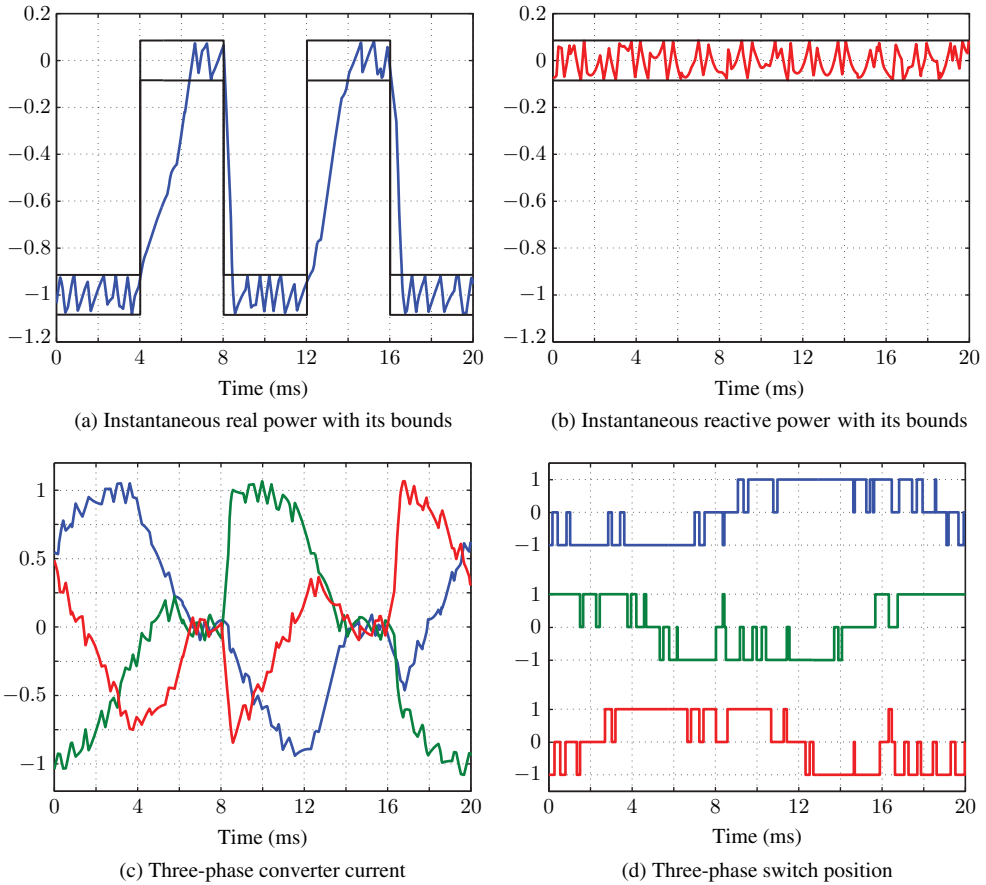 0.2
0
−0.2
−0.4
−0.6
−0.8
−1
−1.2
0 4 8 12 16 20
Time (ms)
(a) Instantaneous real power with its bounds
0.2
0
−0.2
−0.4
−0.6
−0.8
−1
−1.2
0 4 8 12 16 20
Time (ms)
(b) Instantaneous reactive power with its bounds
1
0.5
0
−0.5
−1
0 4 8 12 16 20
Time (ms)
(c) Three-phase converter current
1
0
−1
1
0
−1
1
0
−1
0 4 8 12 16 20
Time (ms)
(d) Three-phase switch position